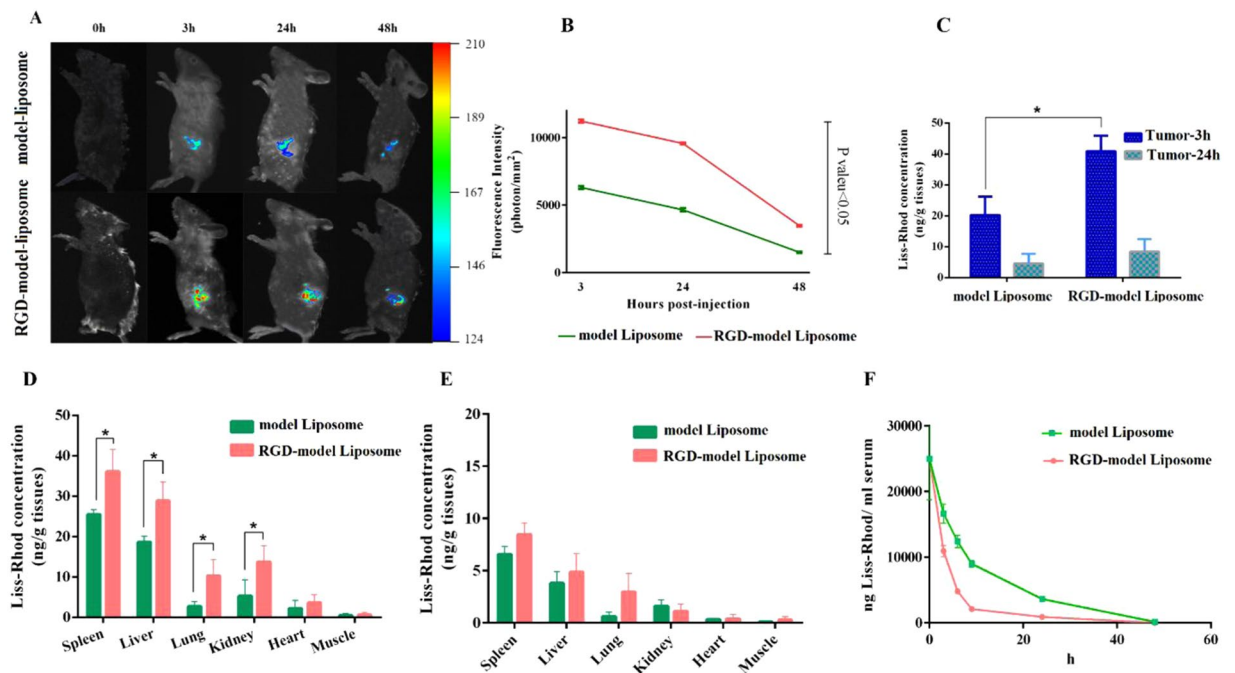 A
0h 3h 24h 48h
model-liposome
RGD-model-liposome
210
189
167
146
124
B
Fluorescence Intensity
(photon/mm²)
10000
5000
0
3 24 48
Hours post-injection
model Liposome RGD-model Liposome
P valeu<0.05
C
Liss-Rhod concentration
(ng/g tissues)
50
40
30
20
10
0
*
Tumor-3h
Tumor-24h
model Liposome RGD-model Liposome
D
Liss-Rhod concentration
(ng/g tissues)
50
40
30
20
10
0
* * * *
model Liposome
RGD-model Liposome
Spleen Liver Lung Kidney Heart Muscle
E
Liss-Rhod concentration
(ng/g tissues)
20
15
10
5
0
model Liposome
RGD-model Liposome
Spleen Liver Lung Kidney Heart Muscle
F
ng Liss-Rhod/ ml serum
30000
20000
10000
0
model Liposome
RGD-model Liposome
0 20 40 60
h